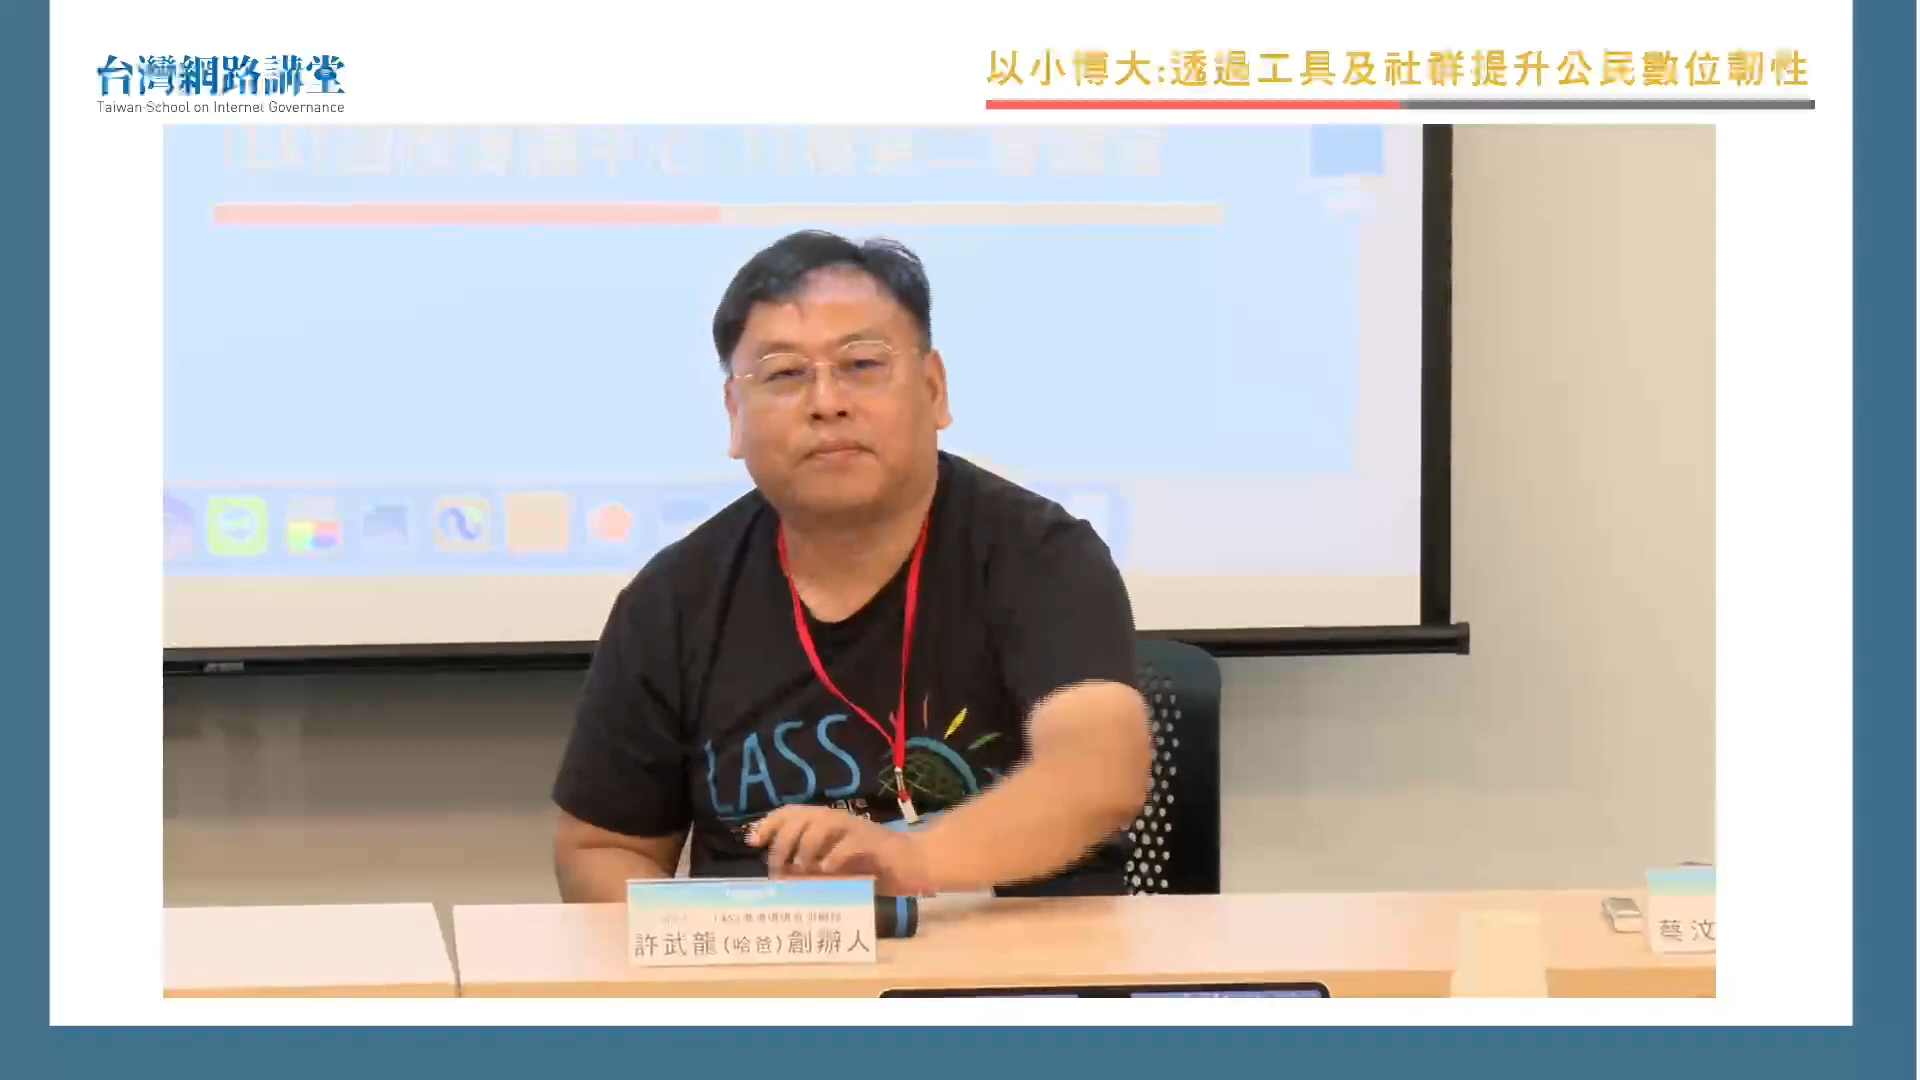 台灣網路講堂
Taiwan School on Internet Governance
以小博大:透過工具及社群提升公民數位韌性
LASS
許武龍(哈爸)創辦人
蔡汶